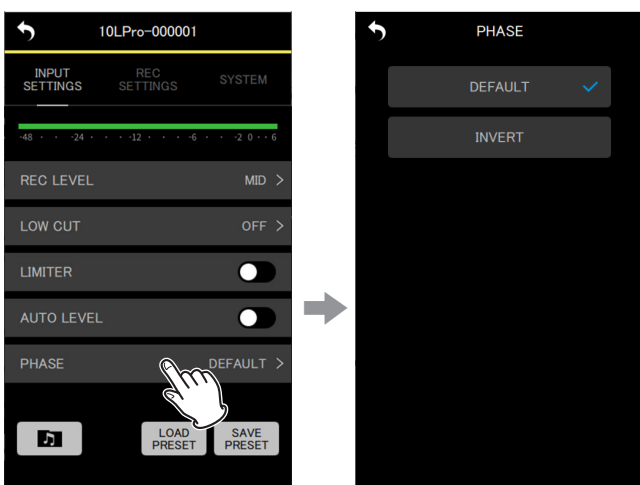 10LPro-000001
INPUT
SETTINGS
REC
SETTINGS
SYSTEM
-48 · · -24 · · · -12 · · · -6 · · -2 0 · · 6
REC LEVEL MID >
LOW CUT OFF >
LIMITER
AUTO LEVEL
PHASE DEFAULT >
LOAD
PRESET
SAVE
PRESET
PHASE
DEFAULT
INVERT